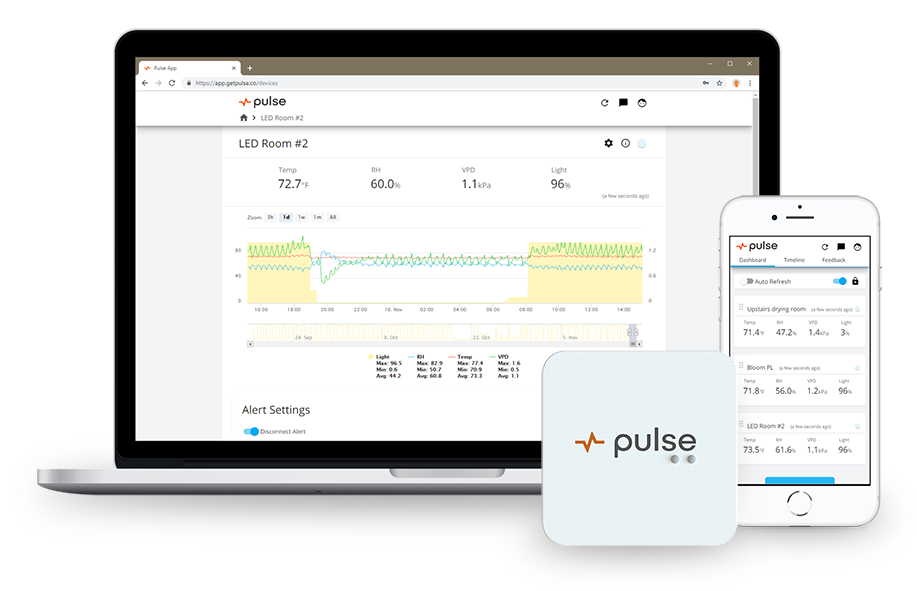 Pulse App
https://app.getpulse.co/devices
pulse
LED Room #2
LED Room #2
Temp RH VPD Light
72.7°F 60.0% 1.1kPa 96%
(a few seconds ago)
Zoom 3h 1d 1w 1m All
80 1.2
40 0.6
0 0
16:00 18:00 20:00 22:00 16. Nov 02:00 04:00 06:00 08:00 10:00 12:00 14:00
24. Sep 8. Oct 22. Oct 5. Nov
Light RH Temp VPD
Max: 96.5 Max: 82.9 Max: 77.4 Max: 1.6
Min: 0.6 Min: 50.7 Min: 70.9 Min: 0.5
Avg: 44.2 Avg: 60.8 Avg: 73.3 Avg: 1.1
Alert Settings
Disconnect Alert
pulse
pulse
Dashboard Timeline Feedback
Auto Refresh
Upstairs drying room (a few seconds ago)
Temp RH VPD Light
71.4°F 47.2% 1.4kPa 3%
Bloom PL (a few seconds ago)
Temp RH VPD Light
71.8°F 56.0% 1.2kPa 96%
LED Room #2 (a few seconds ago)
Temp RH VPD Light
73.5°F 61.6% 1.1kPa 96%